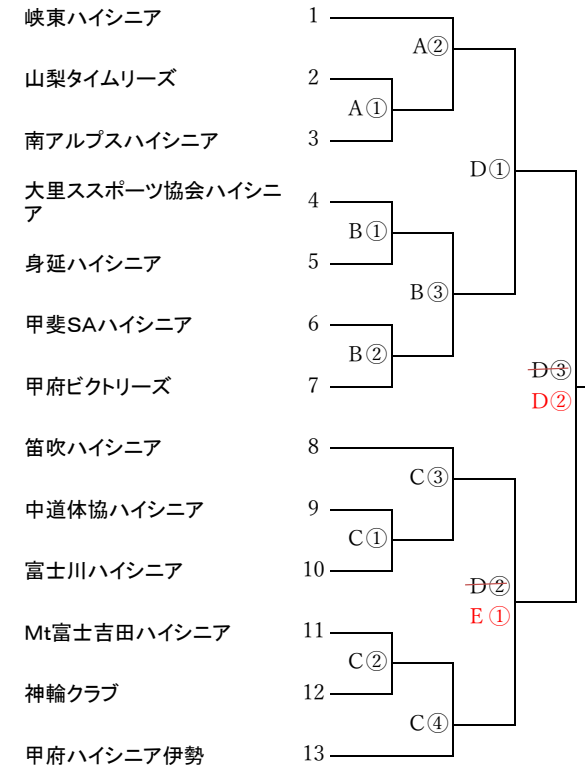 峡東ハイシニア 1
A②
山梨タイムリーズ 2
A①
南アルプスハイシニア 3
D①
大里ススポーツ協会ハイシニ
ア 4
B①
身延ハイシニア 5
B③
甲斐SAハイシニア 6
B②
甲府ビクトリーズ 7
D③
D②
笛吹ハイシニア 8
C③
中道体協ハイシニア 9
C①
富士川ハイシニア 10
D②
E①
Mt富士吉田ハイシニア 11
C②
神輪クラブ 12
C④
甲府ハイシニア伊勢 13